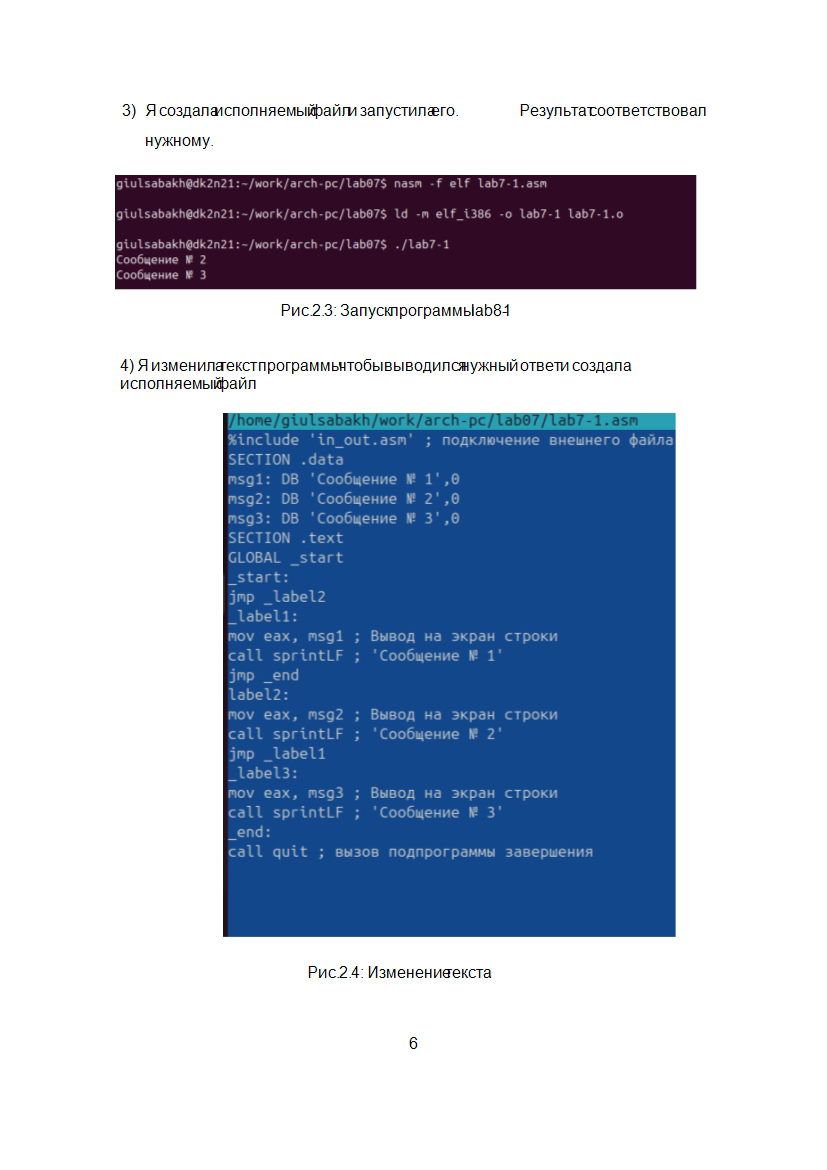 3) Я создала исполняемый файл и запустила его. Результат соответствовал
нужному.
giulsabakh@dk2n21:~/work/arch-pc/lab07$ nasm -f elf lab7-1.asm
giulsabakh@dk2n21:~/work/arch-pc/lab07$ ld -m elf_i386 -o lab7-1 lab7-1.o
giulsabakh@dk2n21:~/work/arch-pc/lab07$ ./lab7-1
Сообщение № 2
Сообщение № 3
Рис.2.3: Запуск программы lab8-1
4) Я изменила текст программы чтобы выводился нужный ответ и создала
исполняемый файл
/home/giulsabakh/work/arch-pc/lab07/lab7-1.asm
%include 'in_out.asm' ; подключение внешнего файла
SECTION .data
msg1: DB 'Сообщение № 1',0
msg2: DB 'Сообщение № 2',0
msg3: DB 'Сообщение № 3',0
SECTION .text
GLOBAL _start
_start:
jmp _label2
_label1:
mov eax, msg1 ; Вывод на экран строки
call sprintLF ; 'Сообщение № 1'
jmp _end
label2:
mov eax, msg2 ; Вывод на экран строки
call sprintLF ; 'Сообщение № 2'
jmp _label1
_label3:
mov eax, msg3 ; Вывод на экран строки
call sprintLF ; 'Сообщение № 3'
_end:
call quit ; вызов подпрограммы завершения
Рис.2.4: Изменение текста
6